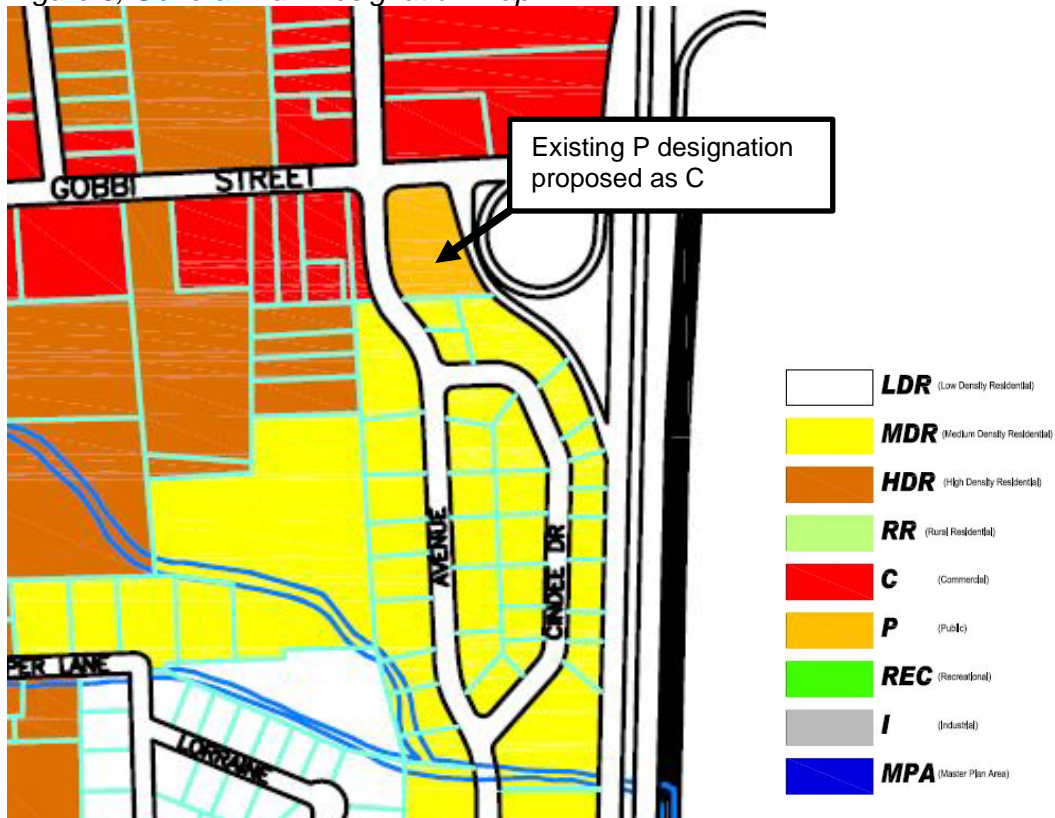 GOBBI STREET
Existing P designation
proposed as C
AVENUE
CINDEE DR
PER LANE
LORRAINE
LDR (Low Density Residential)
MDR (Medium Density Residential)
HDR (High Density Residential)
RR (Rural Residential)
C (Commercial)
P (Public)
REC (Recreational)
I (Industrial)
MPA (Master Plan Area)